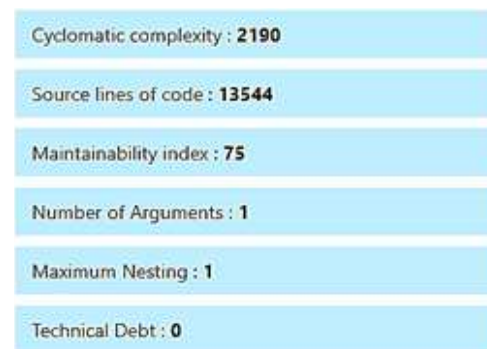 Cyclomatic complexity : 2190
Source lines of code : 13544
Maintainability index : 75
Number of Arguments : 1
Maximum Nesting : 1
Technical Debt : 0